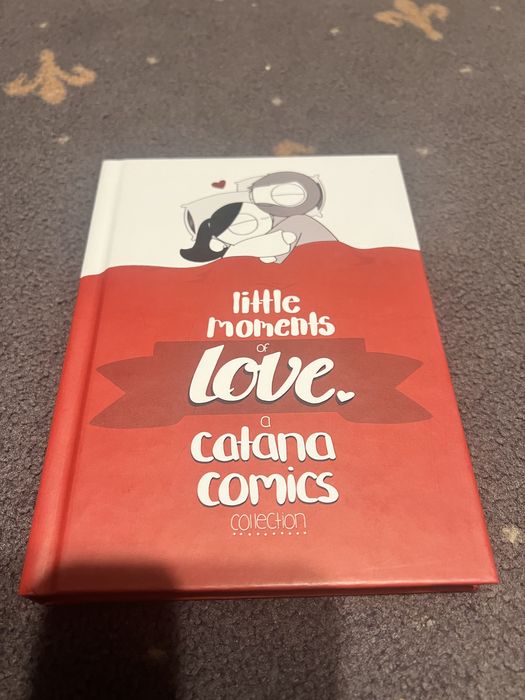 little
moments
OF
love.
a
catana
comics
collection